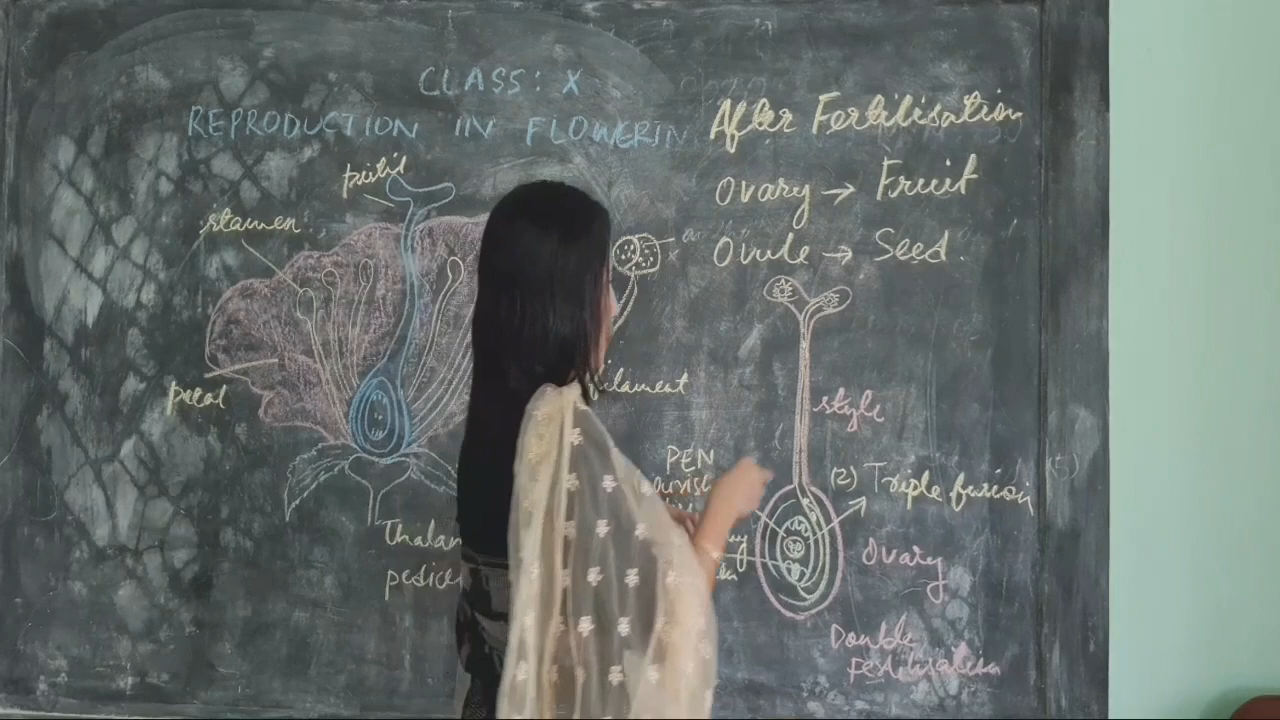 CLASS: X
REPRODUCTION IN FLOWERIN
pistil
stamen
petal
filament
Thalam
pedice
After Fertilisation
Ovary → Fruit
Ovule → Seed.
style
PEN
(2) Triple fusion
Ovary
Double
Fertilisation